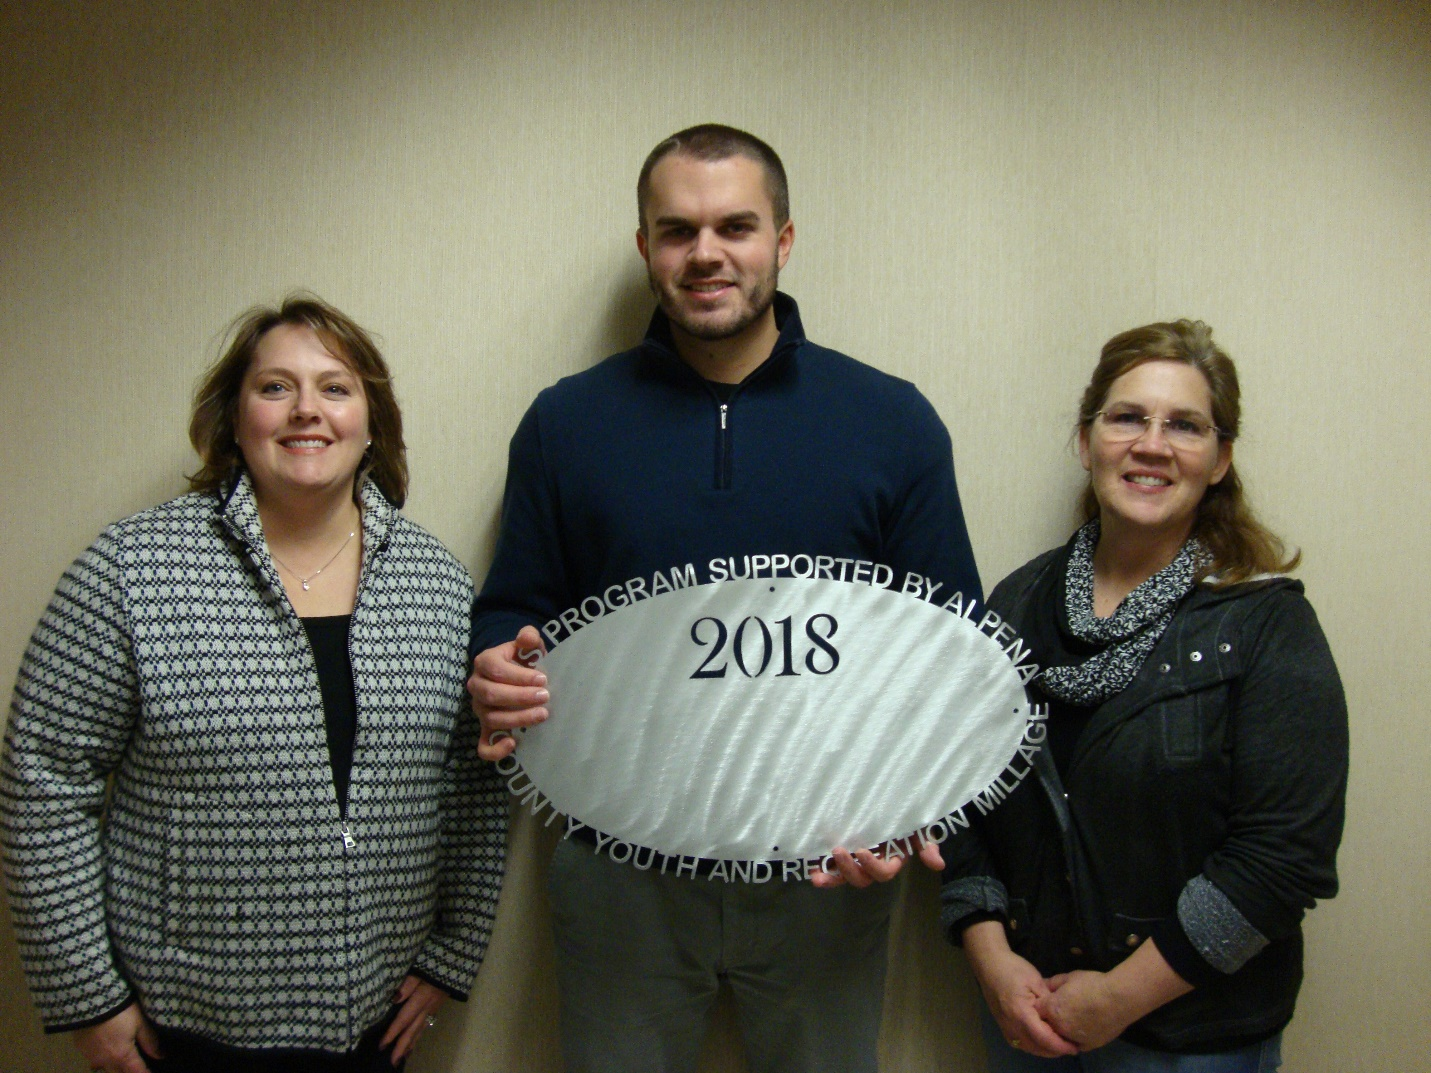 PROGRAM SUPPORTED BY ALPENA
2018
COUNTY YOUTH AND RECREATION MILLAGE